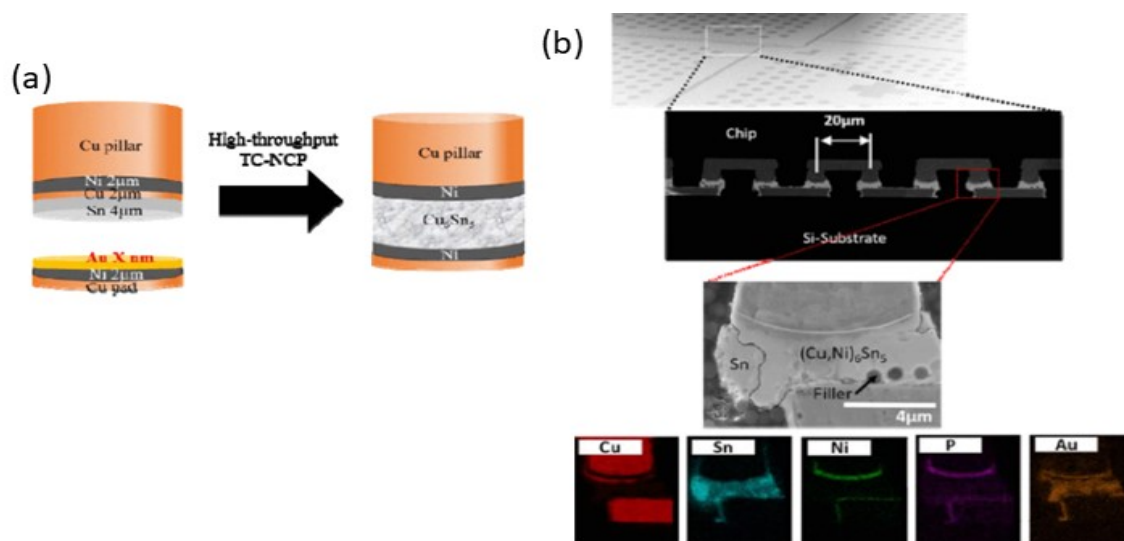 (a)
Cu pillar
Ni 2μm
Cu 2μm
Sn 4μm
Au X nm
Ni 2μm
Cu pad
High-throughput
TC-NCP
Cu pillar
Ni
Cu₆Sn₅
Ni
(b)
20μm
Chip
Si-Substrate
Sn
(Cu,Ni)₆Sn₅
Filler
4μm
Cu
Sn
Ni
P
Au